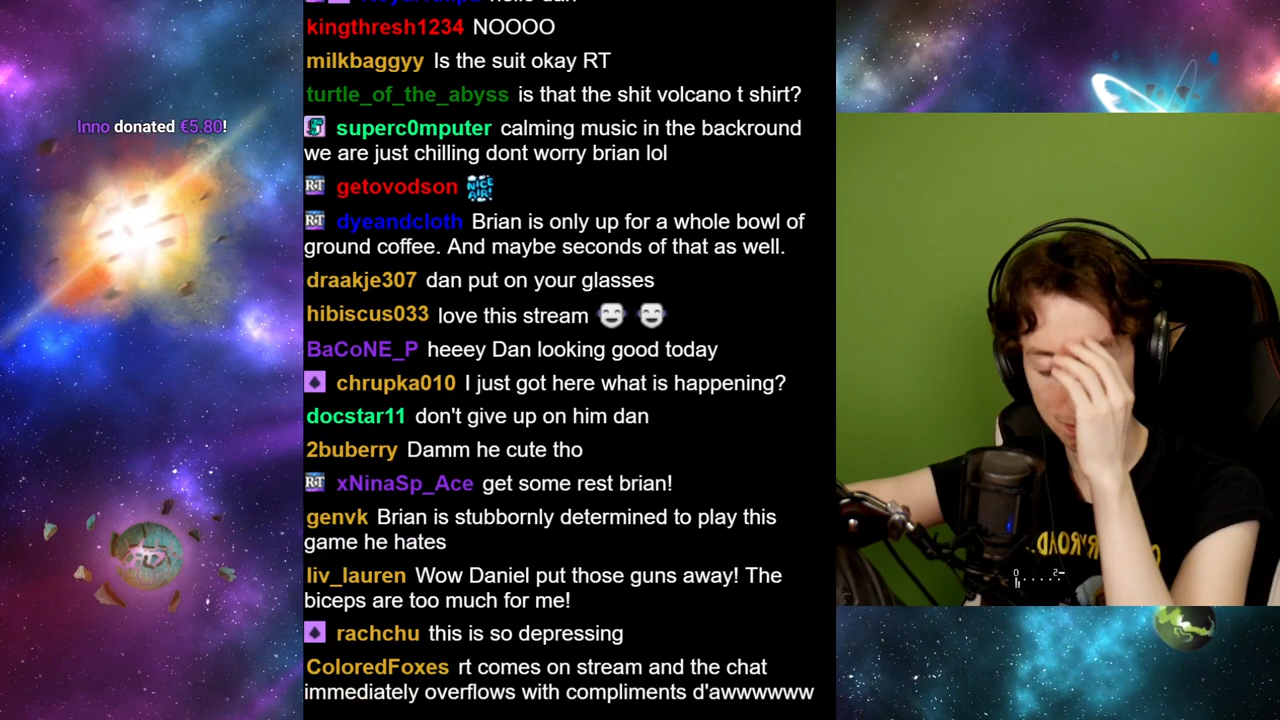 kingthresh1234 NOOOO
milkbaggyy Is the suit okay RT
turtle_of_the_abyss is that the shit volcano t shirt?
superc0mputer calming music in the backround
we are just chilling dont worry brian lol
Inno donated €5.80!
RT getovodson NICE AIR!
RT dyeandcloth Brian is only up for a whole bowl of
ground coffee. And maybe seconds of that as well.
draakje307 dan put on your glasses
hibiscus033 love this stream
BaCoNE_P heeey Dan looking good today
chrupka010 I just got here what is happening?
docstar11 don't give up on him dan
2buberry Damm he cute tho
RT xNinaSp_Ace get some rest brian!
genvk Brian is stubbornly determined to play this
game he hates
liv_lauren Wow Daniel put those guns away! The
biceps are too much for me!
rachchu this is so depressing
ColoredFoxes rt comes on stream and the chat
immediately overflows with compliments d'awwwwww